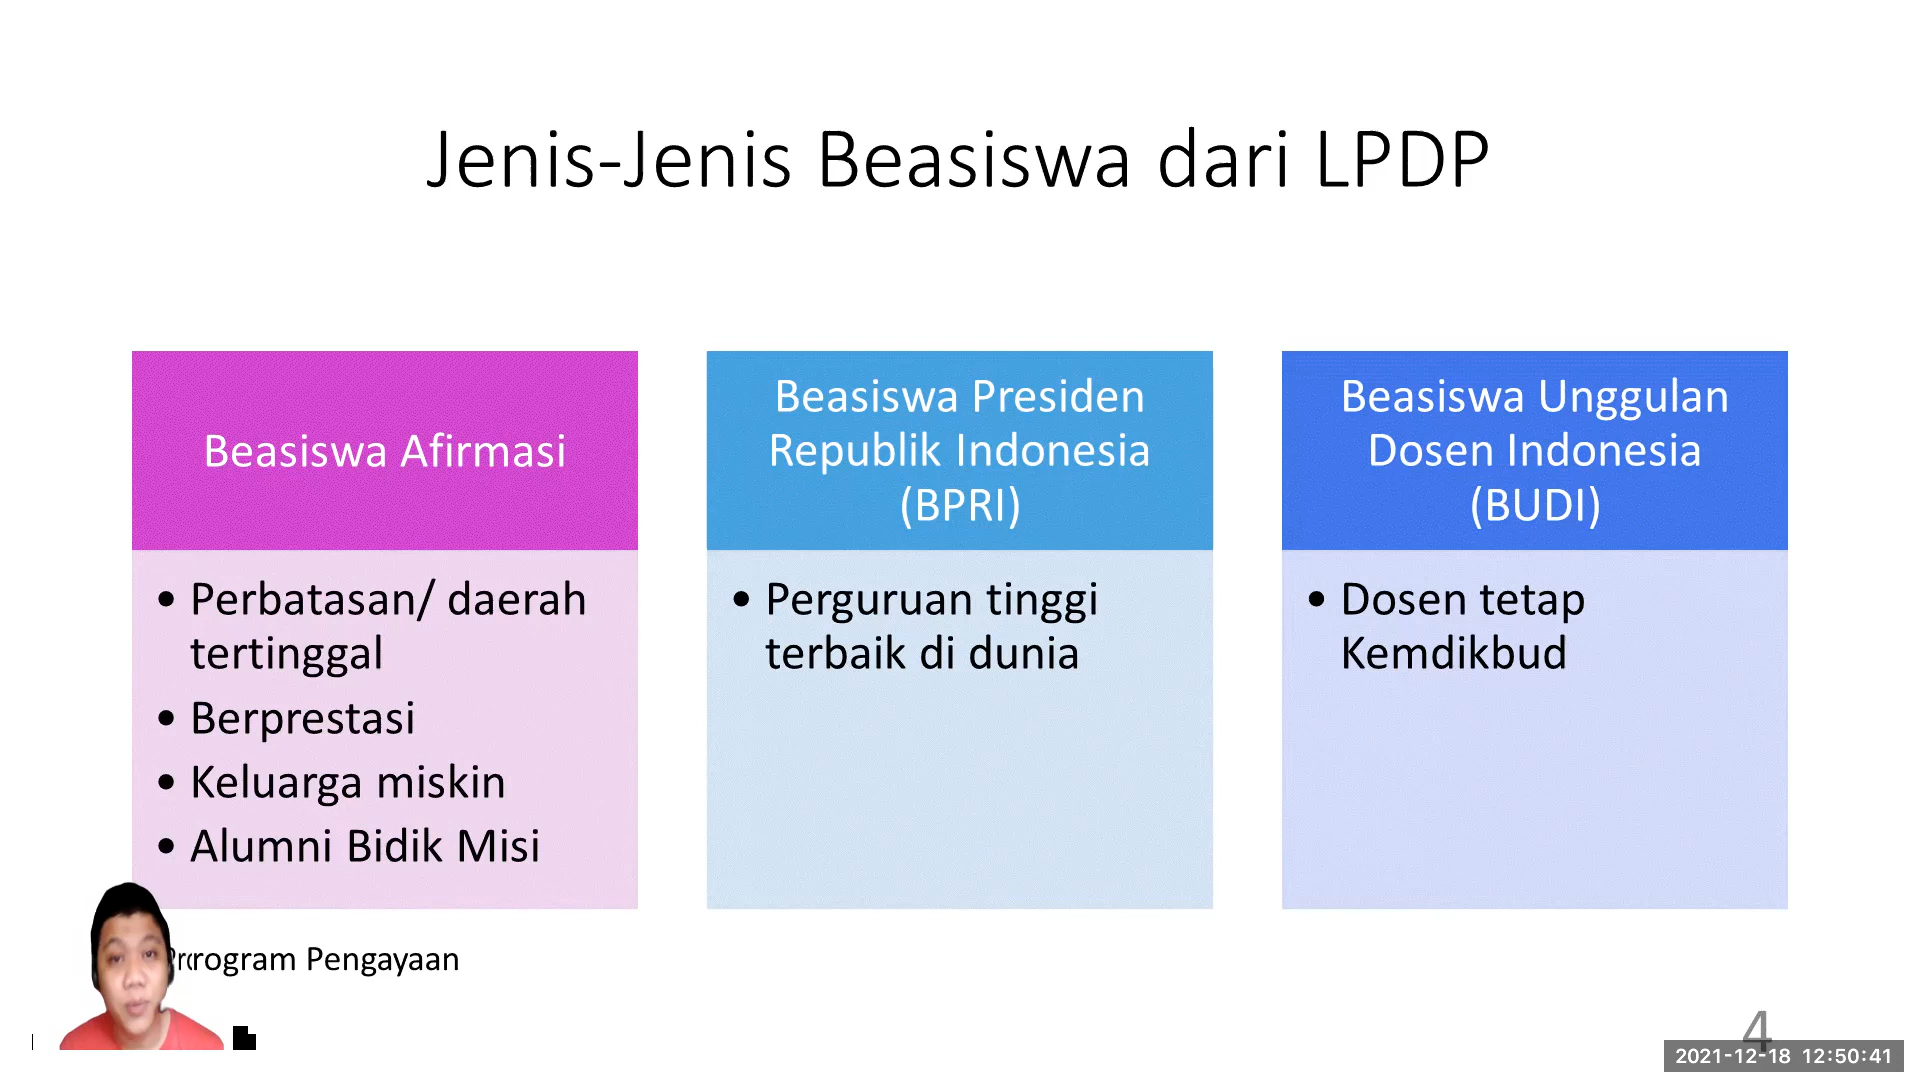 Jenis-Jenis Beasiswa dari LPDP
Beasiswa Afirmasi
• Perbatasan/ daerah
tertinggal
• Berprestasi
• Keluarga miskin
• Alumni Bidik Misi
Beasiswa Presiden
Republik Indonesia
(BPRI)
• Perguruan tinggi
terbaik di dunia
Beasiswa Unggulan
Dosen Indonesia
(BUDI)
• Dosen tetap
Kemdikbud
Pengayaan
4
2021-12-18 12:50:41